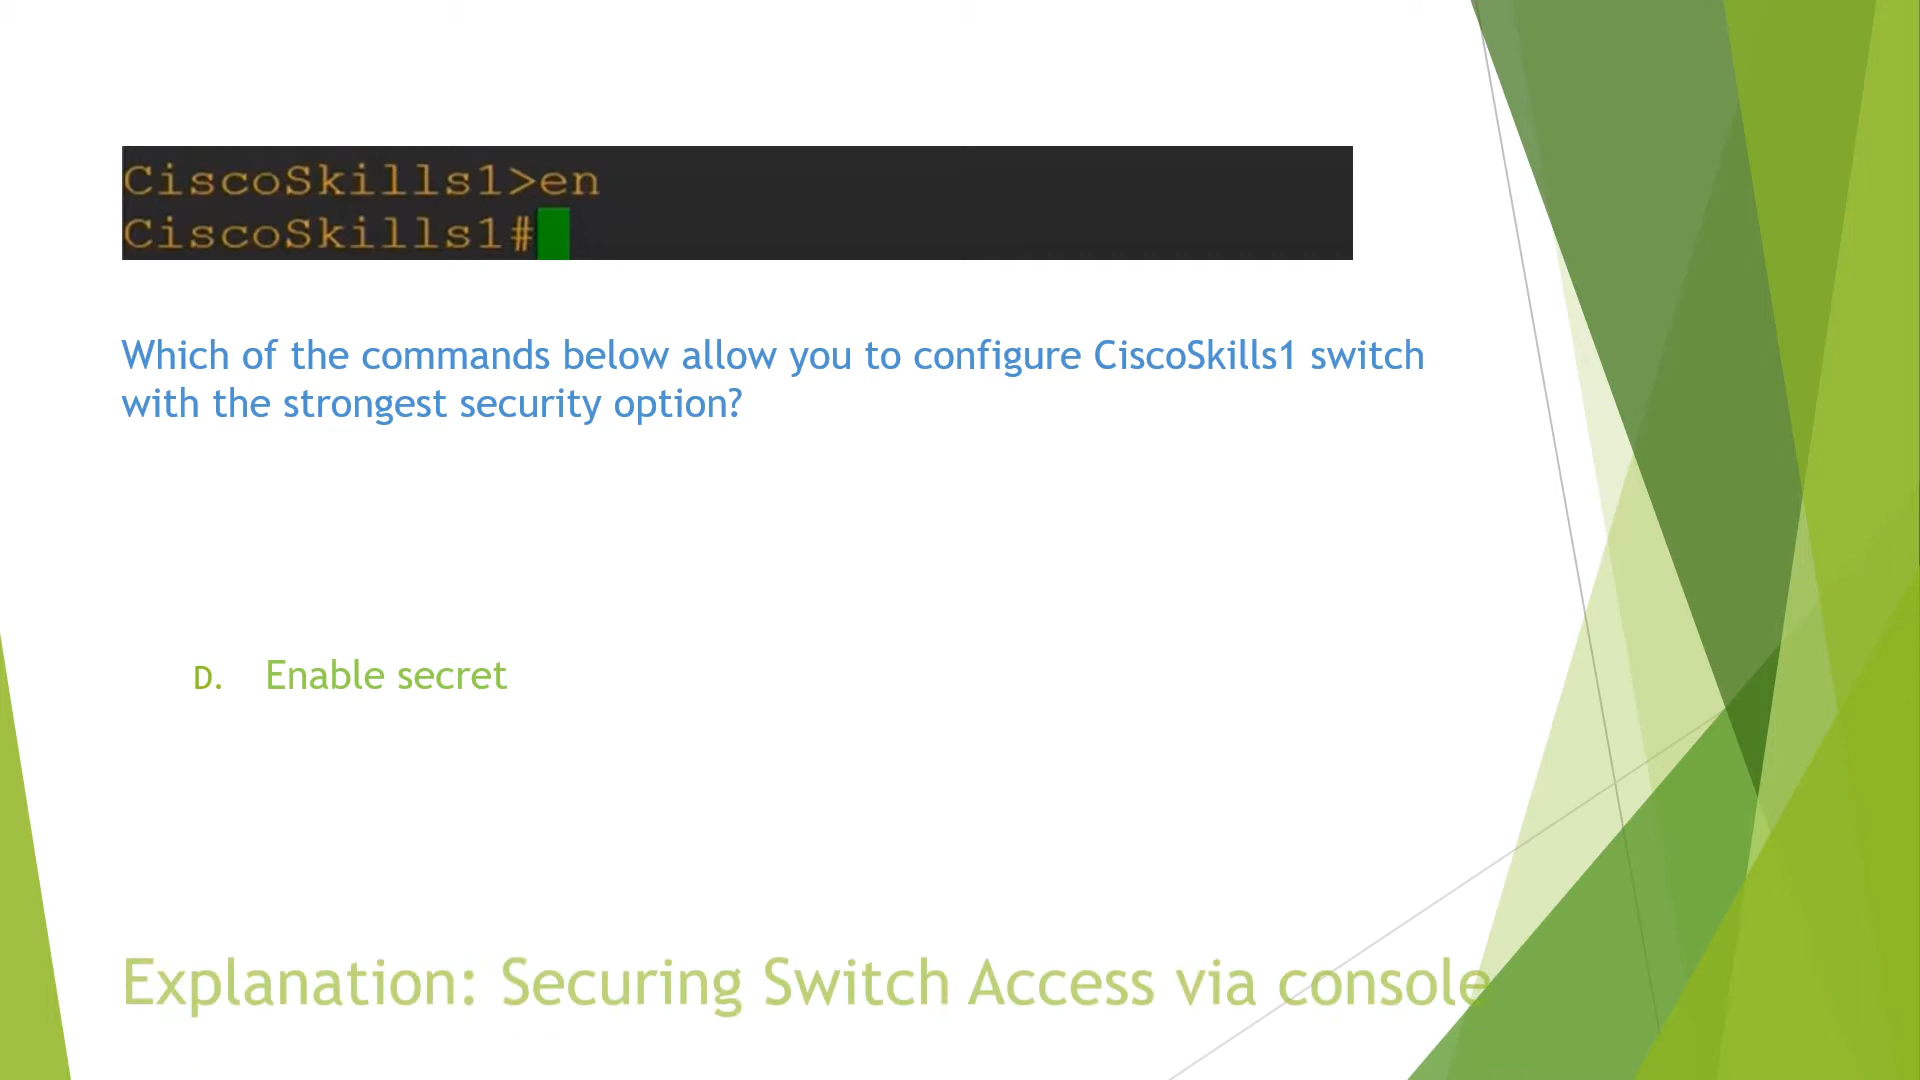 CiscoSkills1>en
CiscoSkills1#
Which of the commands below allow you to configure CiscoSkills1 switch
with the strongest security option?
D. Enable secret
Explanation: Securing Switch Access via console